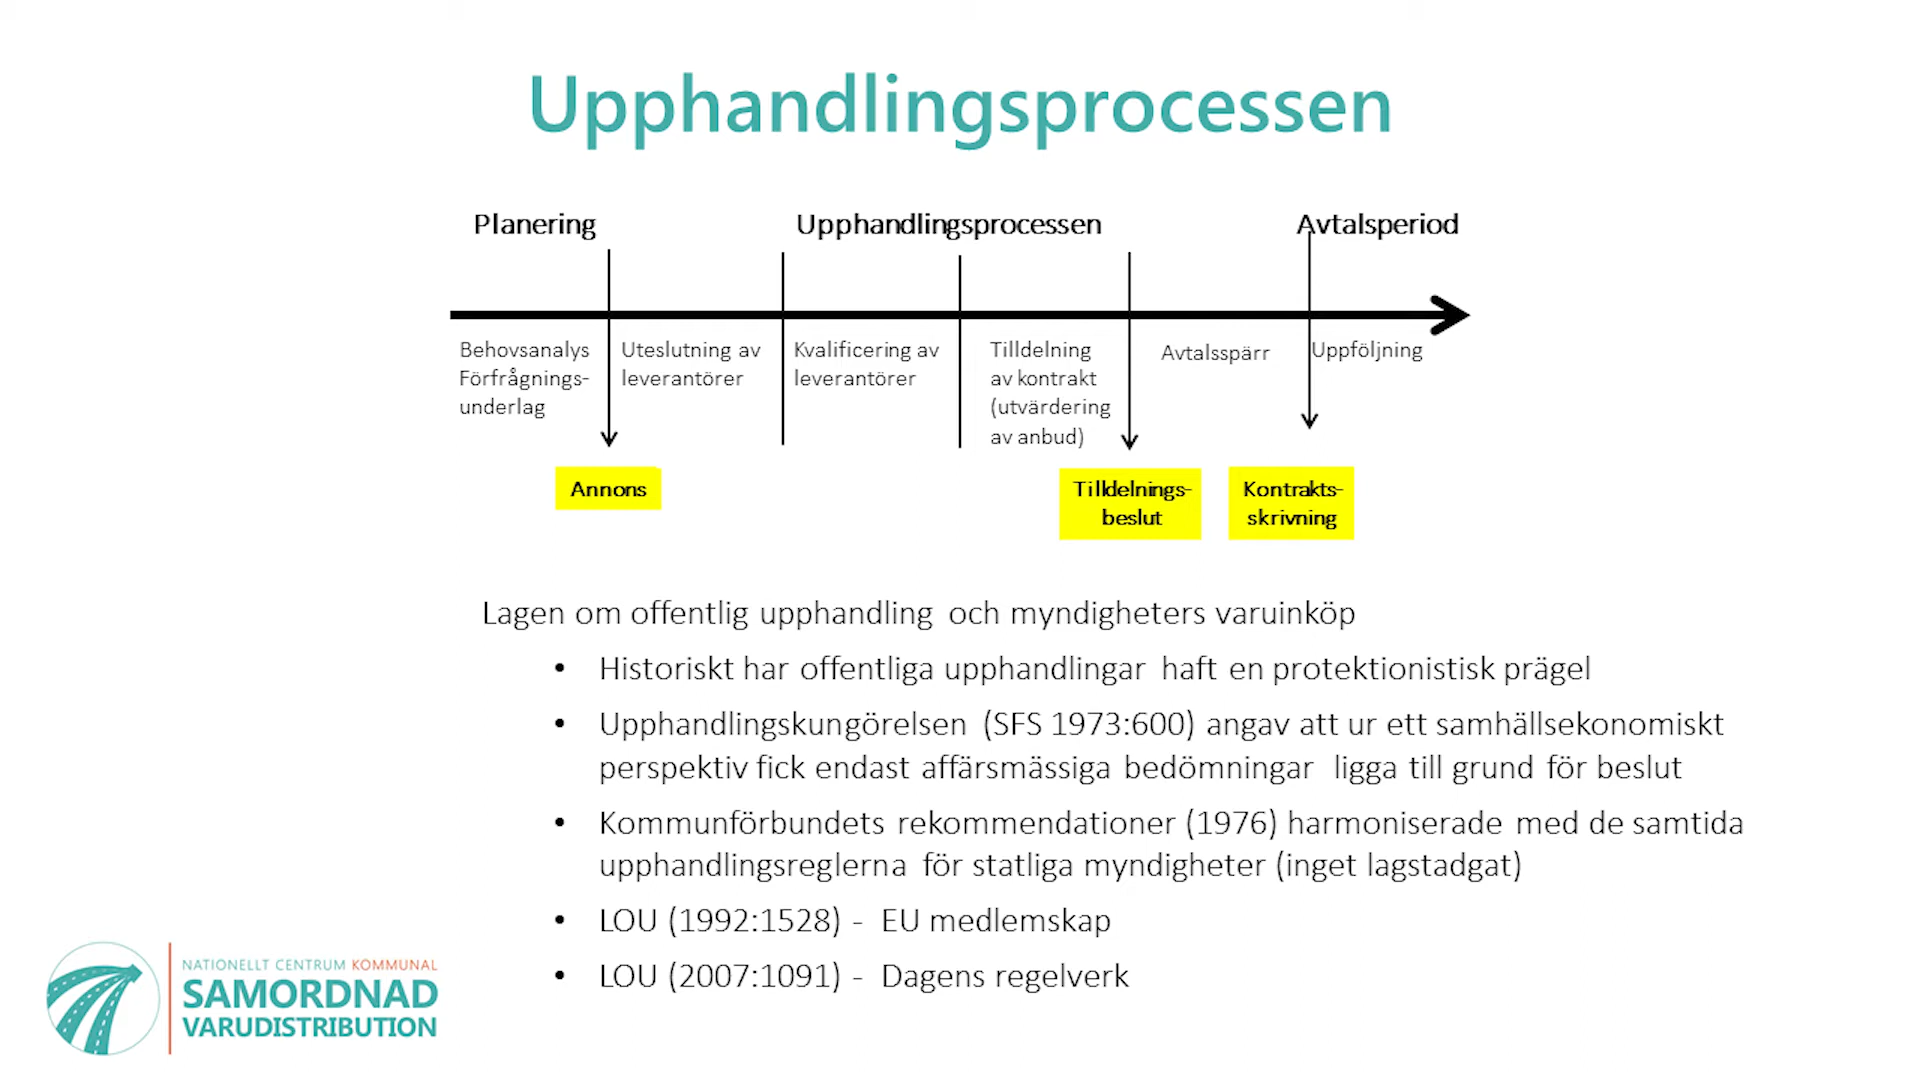 Upphandlingsprocessen
Planering
Upphandlingsprocessen
Avtalsperiod
Behovsanalys
Förfrågnings-
underlag
Uteslutning av
leverantörer
Kvalificering av
leverantörer
Tilldelning
av kontrakt
(utvärdering
av anbud)
Avtalsspärr
Uppföljning
Annons
Tilldelnings-
beslut
Kontrakts-
skrivning
Lagen om offentlig upphandling och myndigheters varuinköp
• Historiskt har offentliga upphandlingar haft en protektionistisk prägel
• Upphandlingskungörelsen (SFS 1973:600) angav att ur ett samhällsekonomiskt
perspektiv fick endast affärsmässiga bedömningar ligga till grund för beslut
• Kommunförbundets rekommendationer (1976) harmoniserade med de samtida
upphandlingsreglerna för statliga myndigheter (inget lagstadgat)
• LOU (1992:1528) - EU medlemskap
• LOU (2007:1091) - Dagens regelverk
NATIONELLT CENTRUM KOMMUNAL
SAMORDNAD
VARUDISTRIBUTION